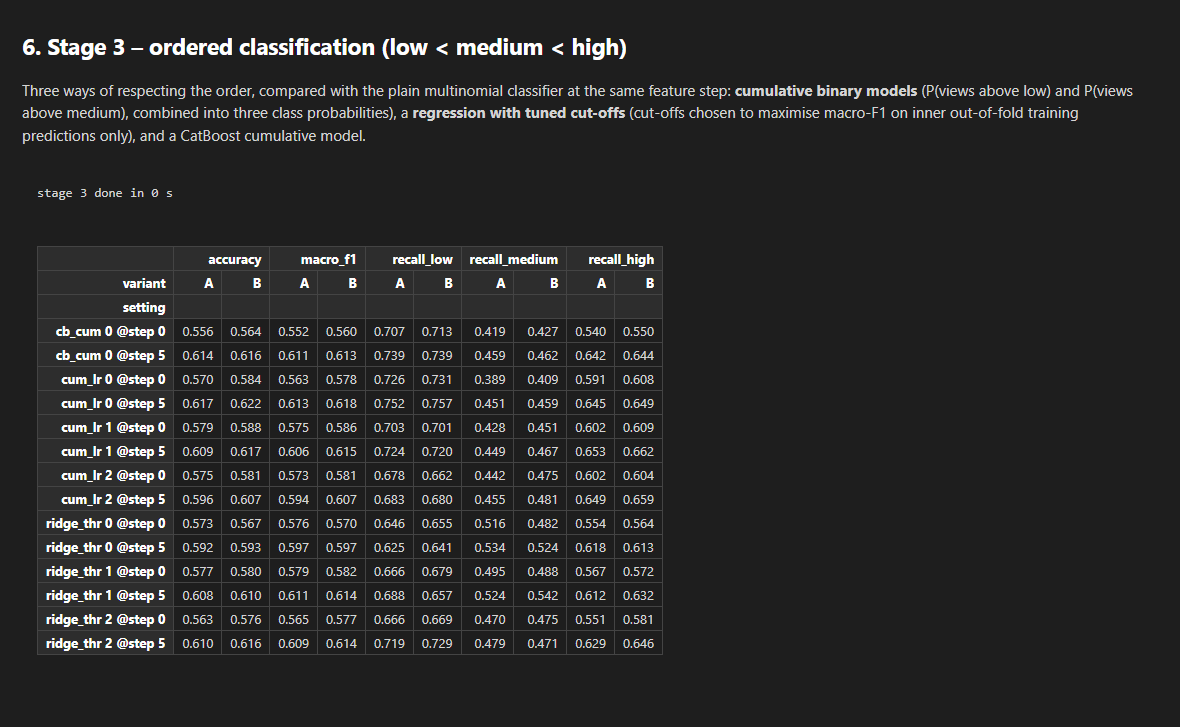 6. Stage 3 – ordered classification (low < medium < high)
Three ways of respecting the order, compared with the plain multinomial classifier at the same feature step: cumulative binary models (P(views above low) and P(views
above medium), combined into three class probabilities), a regression with tuned cut-offs (cut-offs chosen to maximise macro-F1 on inner out-of-fold training
predictions only), and a CatBoost cumulative model.
stage 3 done in 0 s
accuracy macro_f1 recall_low recall_medium recall_high
variant A B A B A B A B A B
setting
cb_cum 0 @step 0 0.556 0.564 0.552 0.560 0.707 0.713 0.419 0.427 0.540 0.550
cb_cum 0 @step 5 0.614 0.616 0.611 0.613 0.739 0.739 0.459 0.462 0.642 0.644
cum_lr 0 @step 0 0.570 0.584 0.563 0.578 0.726 0.731 0.389 0.409 0.591 0.608
cum_lr 0 @step 5 0.617 0.622 0.613 0.618 0.752 0.757 0.451 0.459 0.645 0.649
cum_lr 1 @step 0 0.579 0.588 0.575 0.586 0.703 0.701 0.428 0.451 0.602 0.609
cum_lr 1 @step 5 0.609 0.617 0.606 0.615 0.724 0.720 0.449 0.467 0.653 0.662
cum_lr 2 @step 0 0.575 0.581 0.573 0.581 0.678 0.662 0.442 0.475 0.602 0.604
cum_lr 2 @step 5 0.596 0.607 0.594 0.607 0.683 0.680 0.455 0.481 0.649 0.659
ridge_thr 0 @step 0 0.573 0.567 0.576 0.570 0.646 0.655 0.516 0.482 0.554 0.564
ridge_thr 0 @step 5 0.592 0.593 0.597 0.597 0.625 0.641 0.534 0.524 0.618 0.613
ridge_thr 1 @step 0 0.577 0.580 0.579 0.582 0.666 0.679 0.495 0.488 0.567 0.572
ridge_thr 1 @step 5 0.608 0.610 0.611 0.614 0.688 0.657 0.524 0.542 0.612 0.632
ridge_thr 2 @step 0 0.563 0.576 0.565 0.577 0.666 0.669 0.470 0.475 0.551 0.581
ridge_thr 2 @step 5 0.610 0.616 0.609 0.614 0.719 0.729 0.479 0.471 0.629 0.646